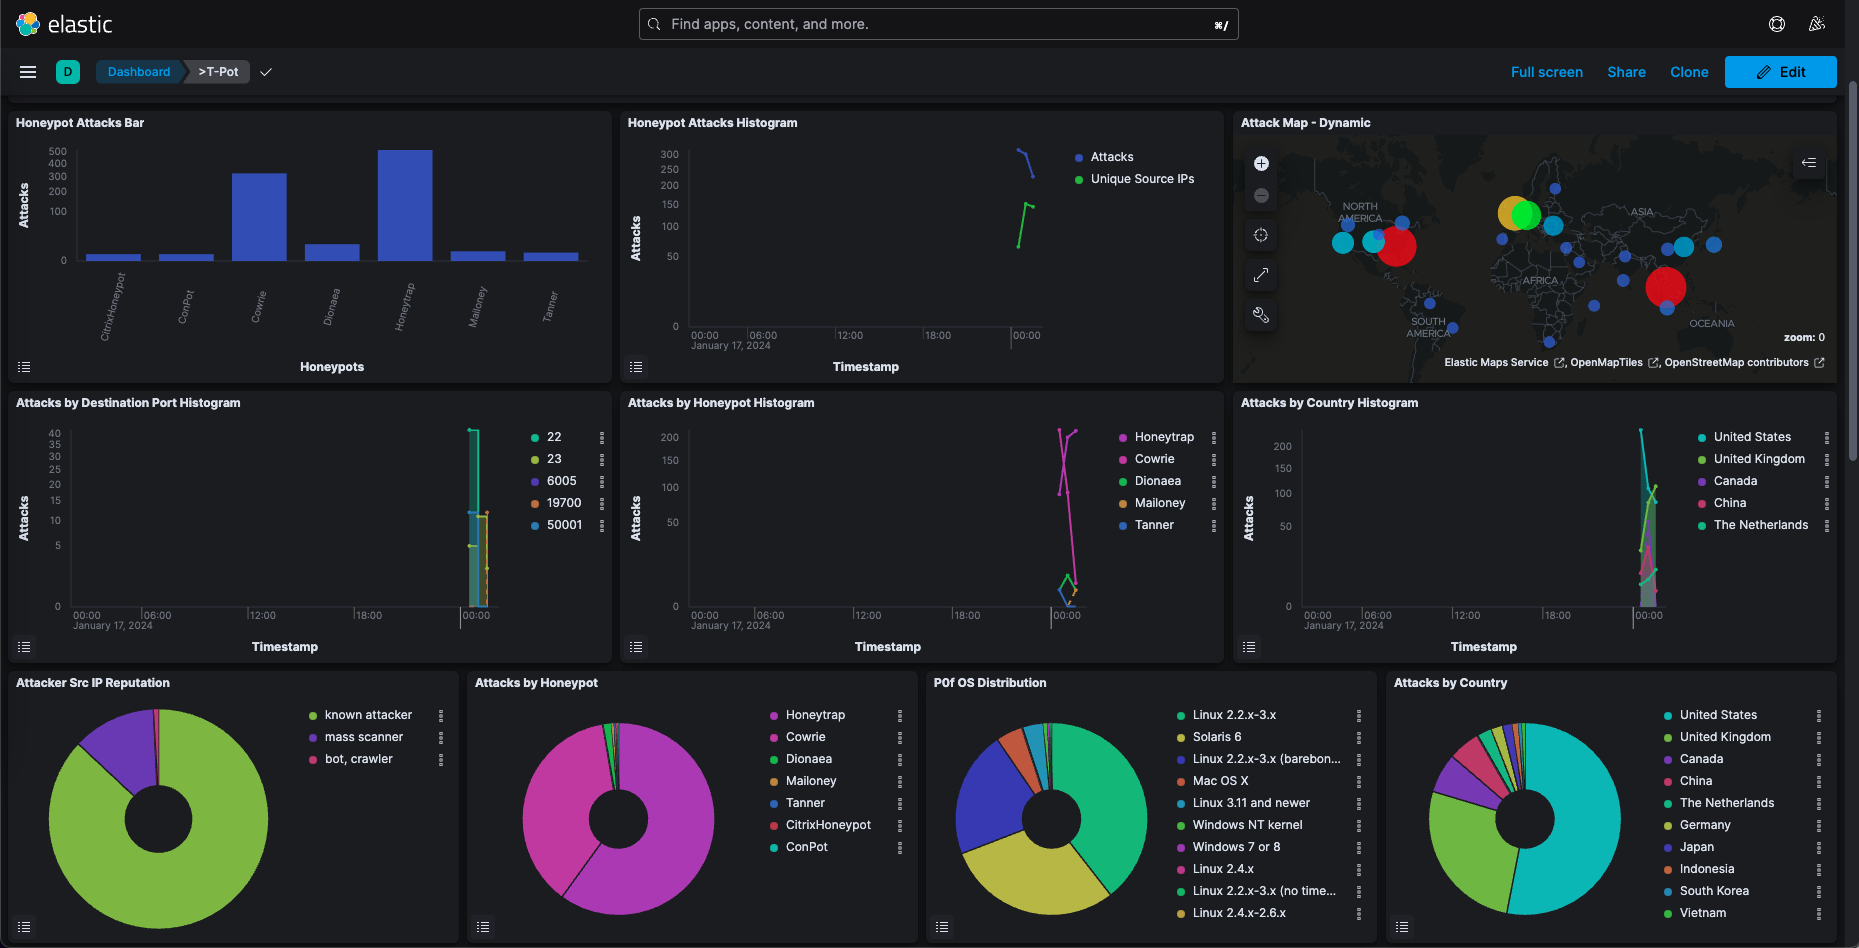 elastic
Find apps, content, and more.
⌘/
D
Dashboard
>T-Pot
Full screen
Share
Clone
Edit
Honeypot Attacks Bar
Attacks
500
400
300
200
100
0
CitrixHoneypot
ConPot
Cowrie
Dionaea
Honeytrap
Mailoney
Tanner
Honeypots
Honeypot Attacks Histogram
Attacks
300
250
200
150
100
50
0
00:00
06:00
12:00
18:00
00:00
January 17, 2024
Timestamp
Attacks
Unique Source IPs
Attack Map - Dynamic
NORTH
AMERICA
ASIA
AFRICA
SOUTH
AMERICA
OCEANIA
zoom: 0
Elastic Maps Service , OpenMapTiles , OpenStreetMap contributors
Attacks by Destination Port Histogram
Attacks
40
35
30
25
20
15
10
5
0
00:00
06:00
12:00
18:00
00:00
January 17, 2024
Timestamp
22
23
6005
19700
50001
Attacks by Honeypot Histogram
Attacks
200
150
100
50
0
00:00
06:00
12:00
18:00
00:00
January 17, 2024
Timestamp
Honeytrap
Cowrie
Dionaea
Mailoney
Tanner
Attacks by Country Histogram
Attacks
200
150
100
50
0
00:00
06:00
12:00
18:00
00:00
January 17, 2024
Timestamp
United States
United Kingdom
Canada
China
The Netherlands
Attacker Src IP Reputation
known attacker
mass scanner
bot, crawler
Attacks by Honeypot
Honeytrap
Cowrie
Dionaea
Mailoney
Tanner
CitrixHoneypot
ConPot
P0f OS Distribution
Linux 2.2.x-3.x
Solaris 6
Linux 2.2.x-3.x (barebon...
Mac OS X
Linux 3.11 and newer
Windows NT kernel
Windows 7 or 8
Linux 2.4.x
Linux 2.2.x-3.x (no time...
Linux 2.4.x-2.6.x
Attacks by Country
United States
United Kingdom
Canada
China
The Netherlands
Germany
Japan
Indonesia
South Korea
Vietnam